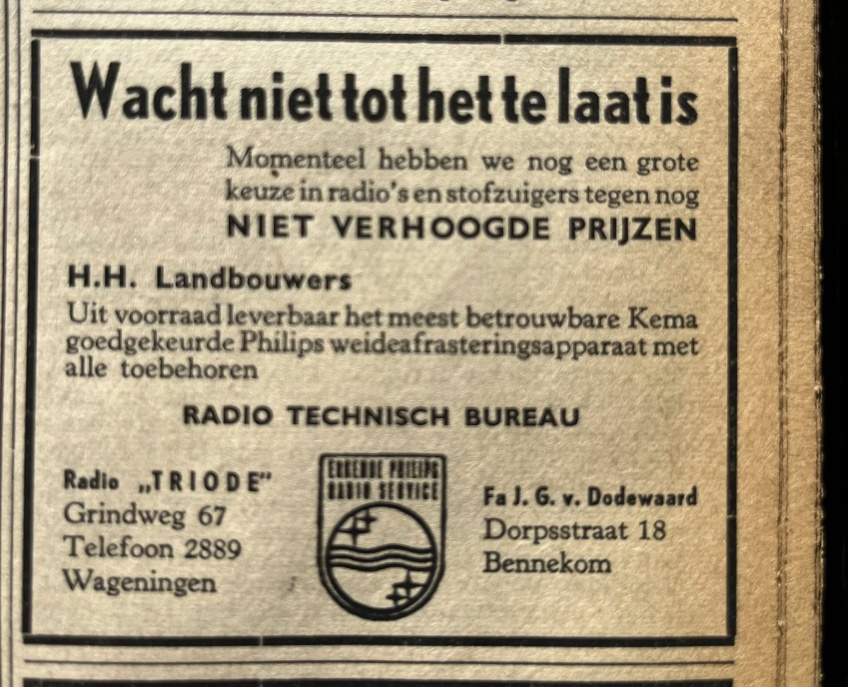 Wacht niet tot het te laat is
Momenteel hebben we nog een grote
keuze in radio's en stofzuigers tegen nog
NIET VERHOOGDE PRIJZEN
H.H. Landbouwers
Uit voorraad leverbaar het meest betrouwbare Kema
goedgekeurde Philips weideafrasteringsapparaat met
alle toebehoren
RADIO TECHNISCH BUREAU
Radio „TRIODE”
Grindweg 67
Telefoon 2889
Wageningen
ERKENDE PHILIPS
RADIO SERVICE
Fa J. G. v. Dodewaard
Dorpsstraat 18
Bennekom